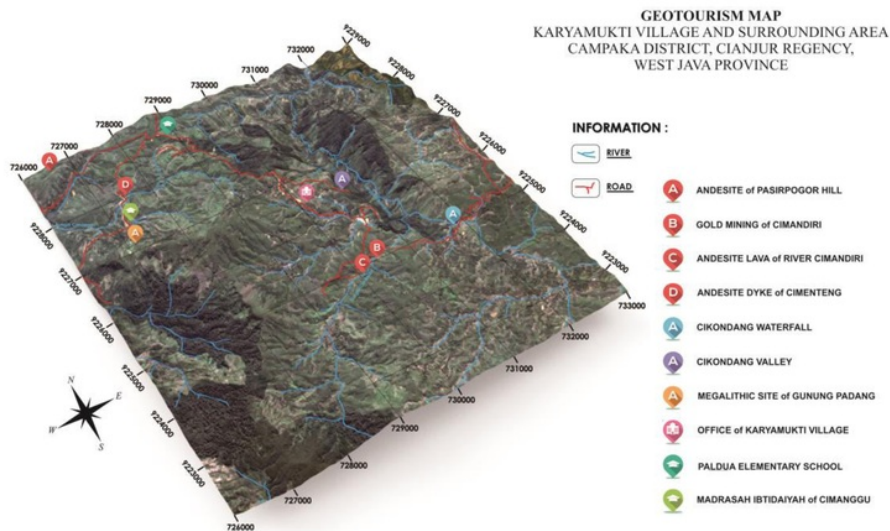 GEOTOURISM MAP
KARYAMUKTI VILLAGE AND SURROUNDING AREA
CAMPAKA DISTRICT, CIANJUR REGENCY,
WEST JAVA PROVINCE
INFORMATION :
RIVER
ROAD
A ANDESITE of PASIRPOGOR HILL
B GOLD MINING of CIMANDIRI
C ANDESITE LAVA of RIVER CIMANDIRI
D ANDESITE DYKE of CIMENTENG
A CIKONDANG WATERFALL
A CIKONDANG VALLEY
A MEGALITHIC SITE of GUNUNG PADANG
OFFICE of KARYAMUKTI VILLAGE
PALDUA ELEMENTARY SCHOOL
MADRASAH IBTIDAIYAH of CIMANGGU
726000
727000
728000
729000
730000
731000
732000
9229000
9228000
9227000
9226000
9225000
9224000
9223000
733000
9228000
9227000
9226000
9225000
9224000
9223000
726000
727000
728000
729000
730000
731000
732000
A
D
A
A
A
B
C
N
E
W
S